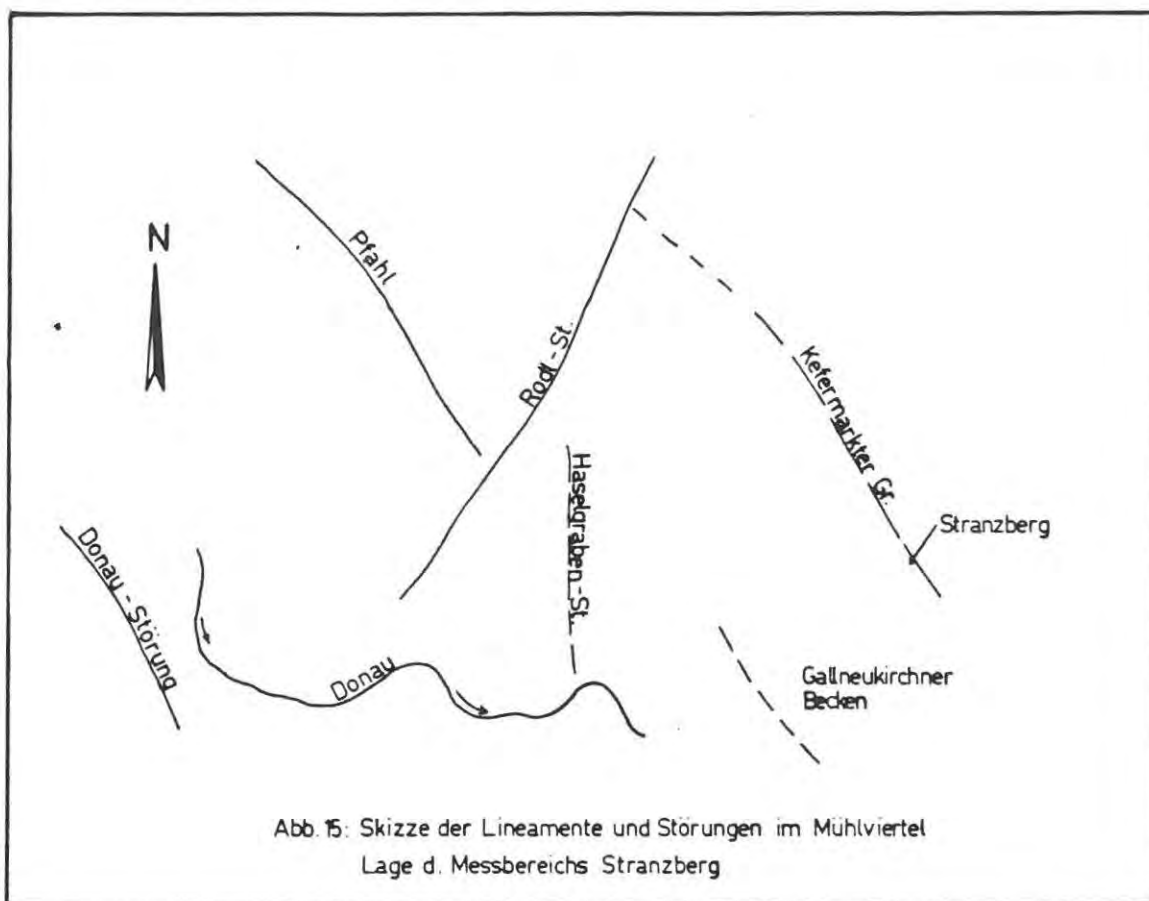 N
Pfahl
Rodl-St.
Kefermarkter Gr.
Haselgraben-St.
Stranzberg
Donau-Störung
Donau
Gallneukirchner
Becken
Abb. 15: Skizze der Lineamente und Störungen im Mühlviertel
Lage d. Messbereichs Stranzberg